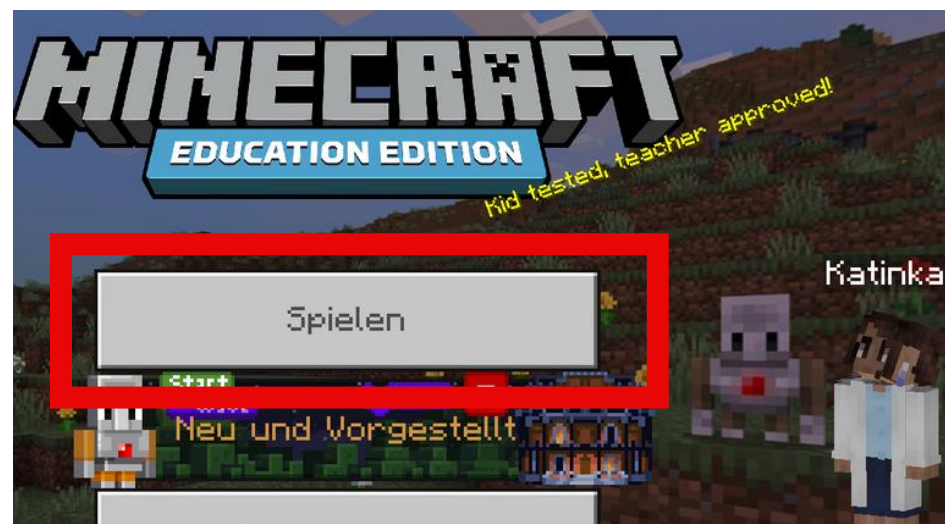 MINECRAFT
EDUCATION EDITION
Kid tested, teacher approved!
Spielen
Katinka
Start
Neu und Vorgestellt